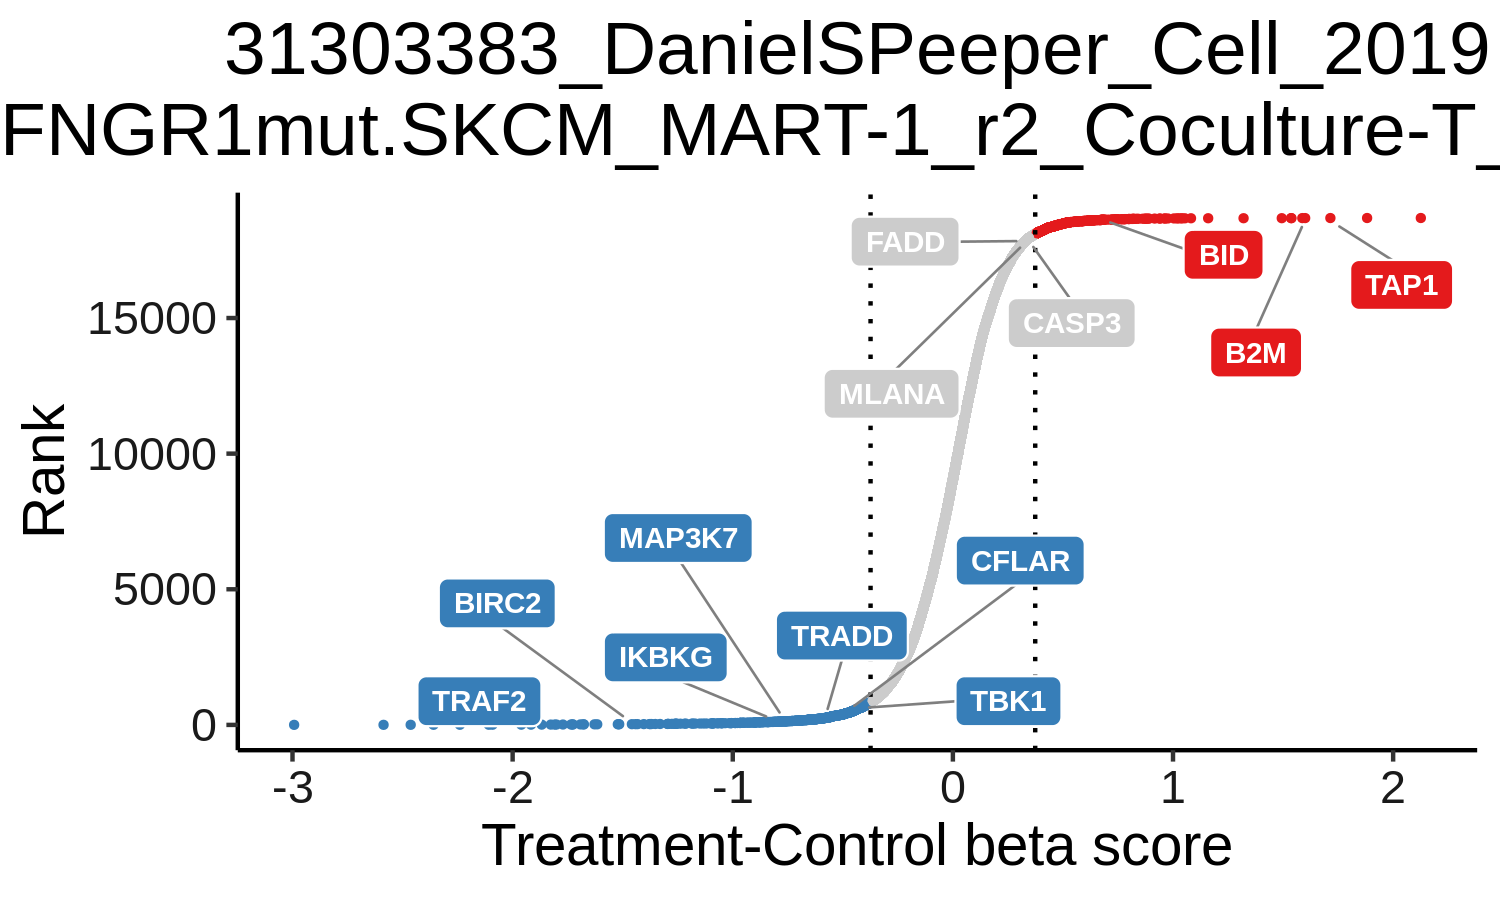 31303383_DanielSPeeper_Cell_2019
FNGR1mut.SKCM_MART-1_r2_Coculture-T_
FADD
BID
TAP1
CASP3
B2M
MLANA
MAP3K7
CFLAR
BIRC2
TRADD
IKBKG
TRAF2
TBK1
Rank
15000
10000
5000
0
-3 -2 -1 0 1 2
Treatment-Control beta score